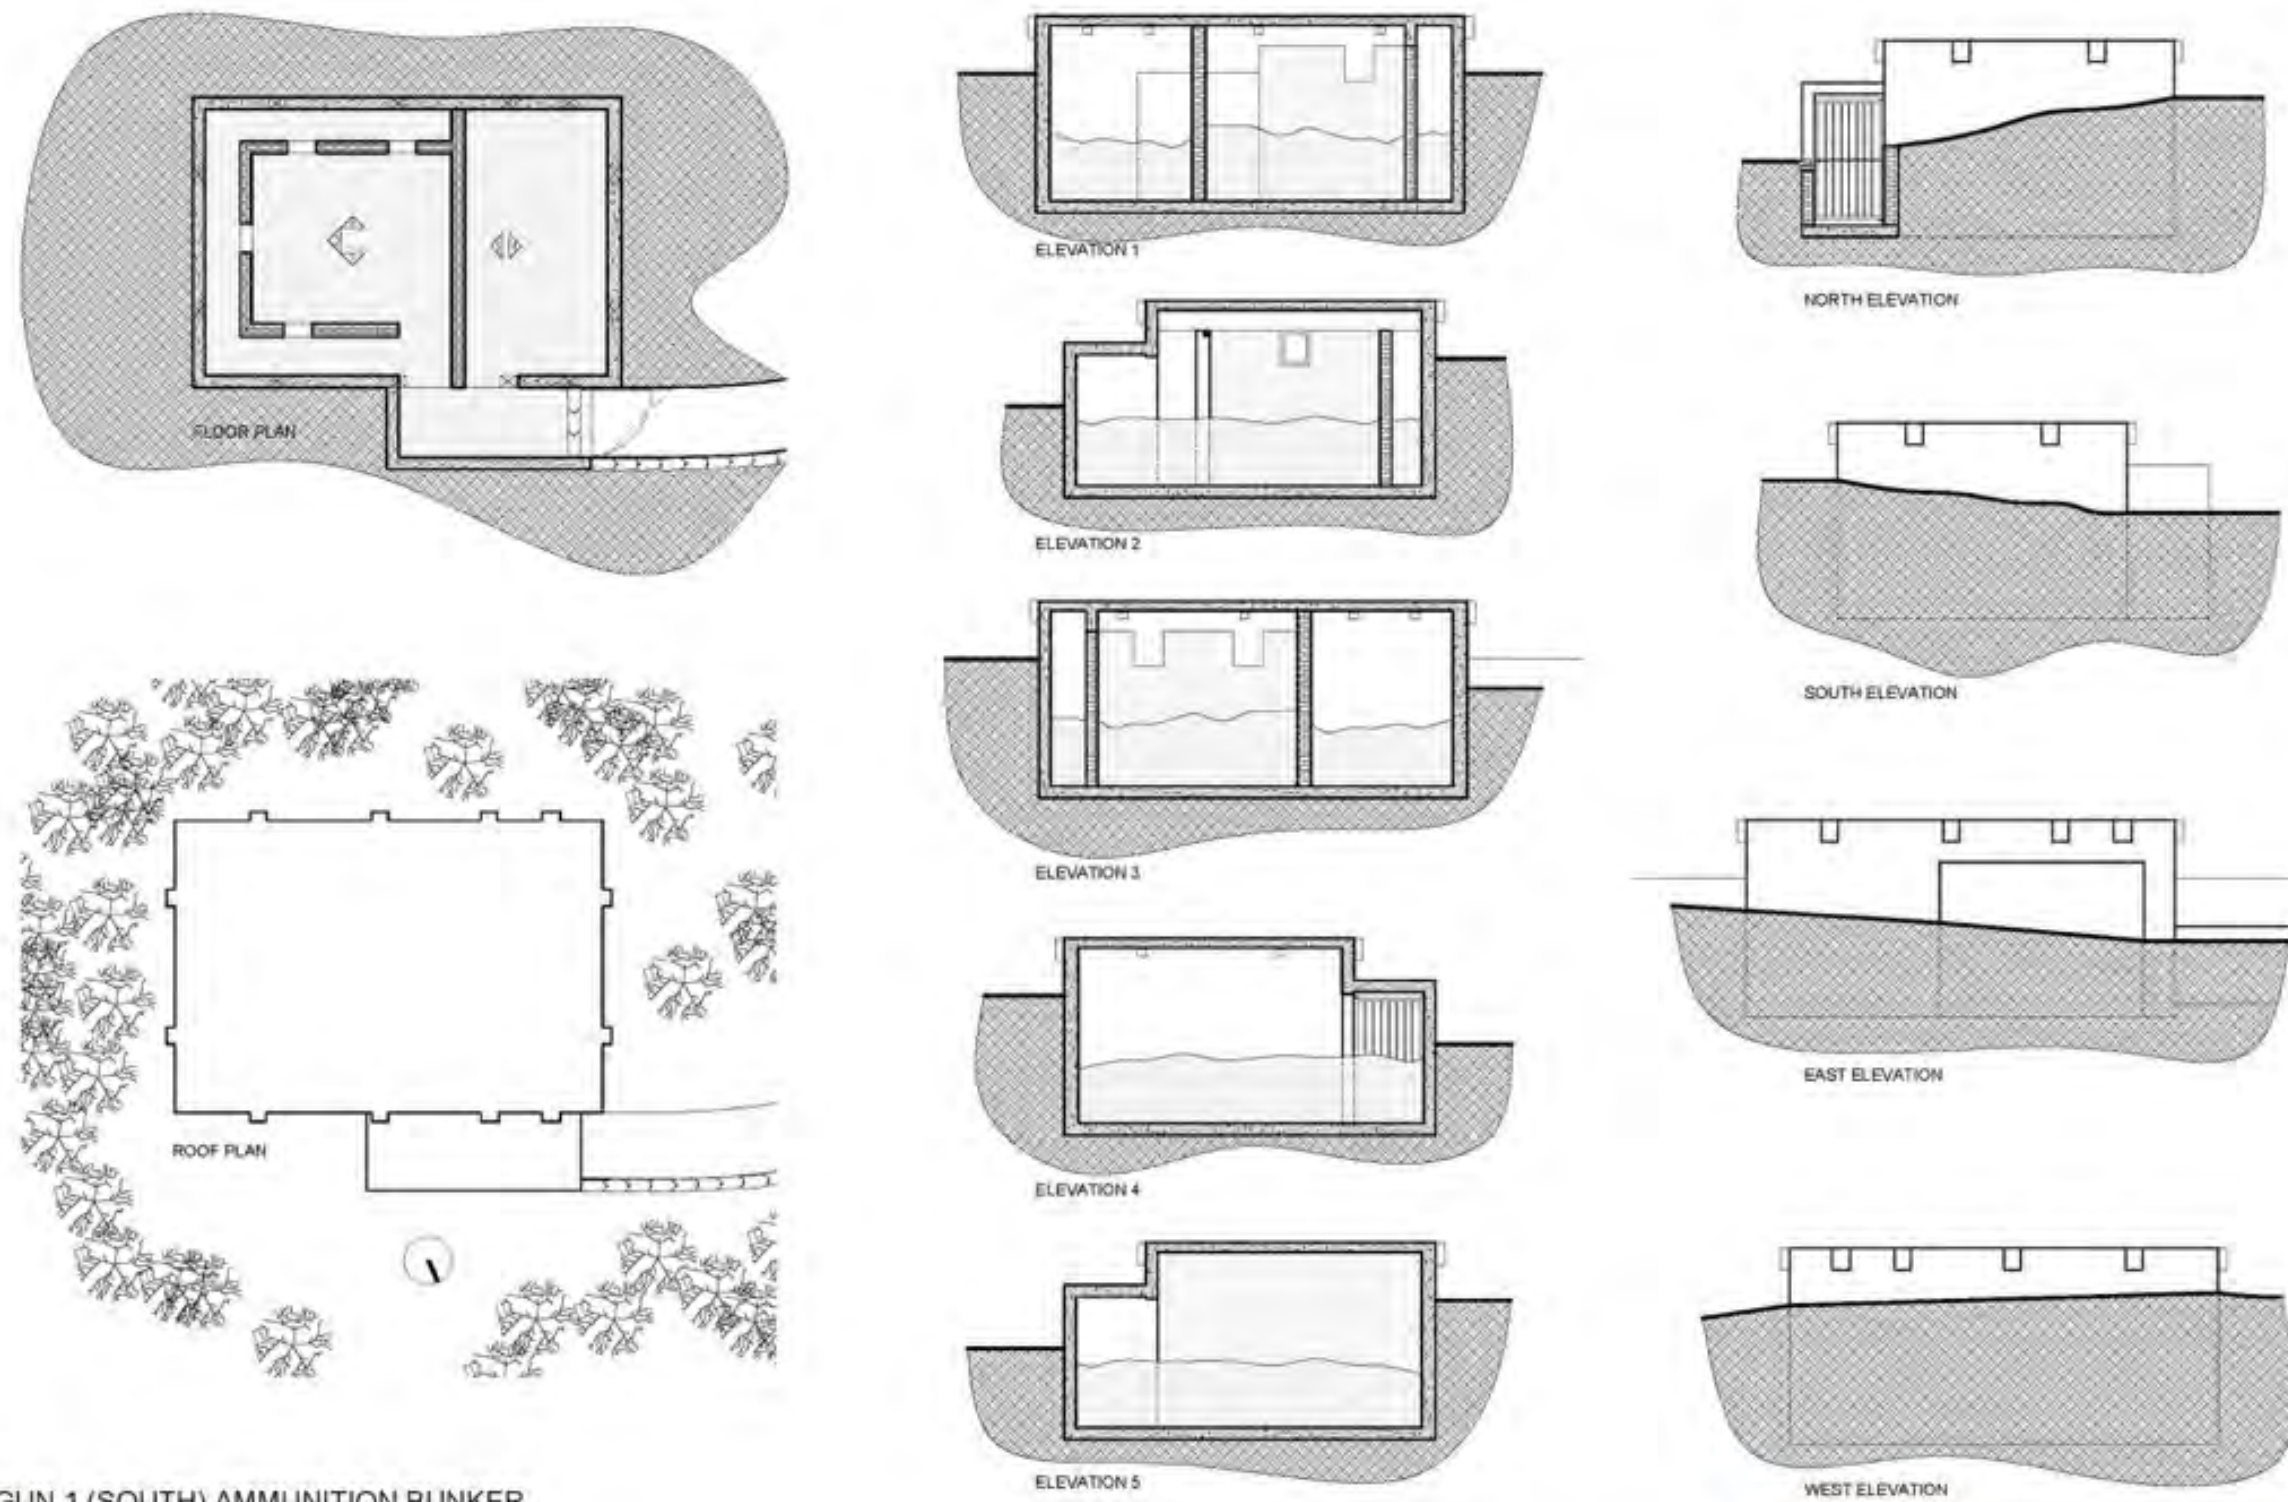 FLOOR PLAN
ROOF PLAN
GUN 1 (SOUTH) AMMUNITION BUNKER
ELEVATION 1
ELEVATION 2
ELEVATION 3
ELEVATION 4
ELEVATION 5
NORTH ELEVATION
SOUTH ELEVATION
EAST ELEVATION
WEST ELEVATION